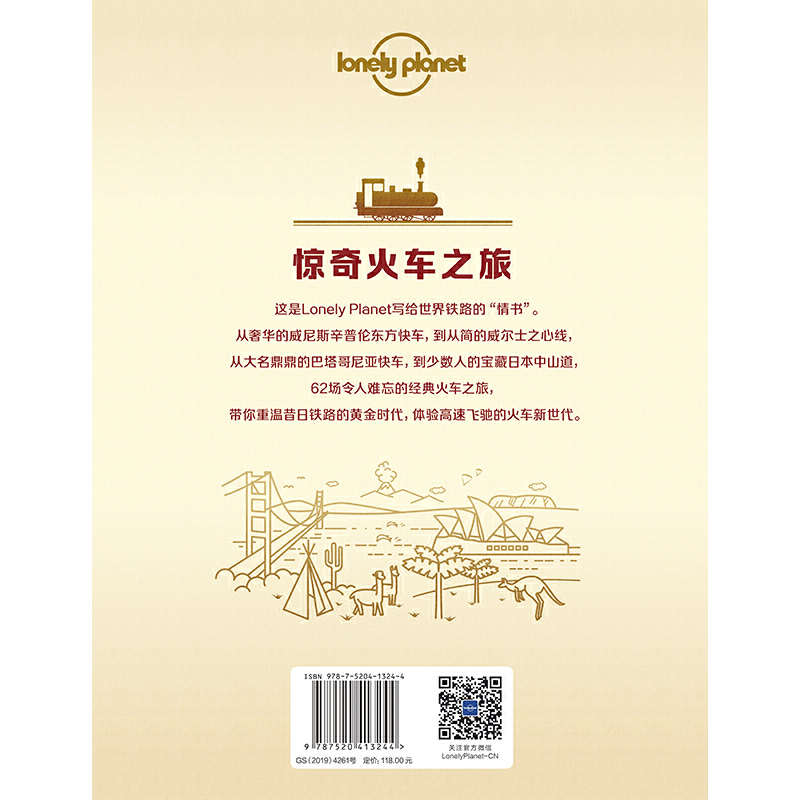 lonely planet
惊奇火车之旅
这是Lonely Planet写给世界铁路的“情书”。
从奢华的威尼斯辛普伦东方快车,到从简的威尔士之心线,
从大名鼎鼎的巴塔哥尼亚快车,到少数人的宝藏日本中山道,
62场令人难忘的经典火车之旅,
带你重温昔日铁路的黄金时代,体验高速飞驰的火车新世代。
ISBN 978-7-5204-1324-4
9 787520 413244 >
GS (2019) 4261号 定价: 118.00 元
关注官方微信
LonelyPlanet-CN